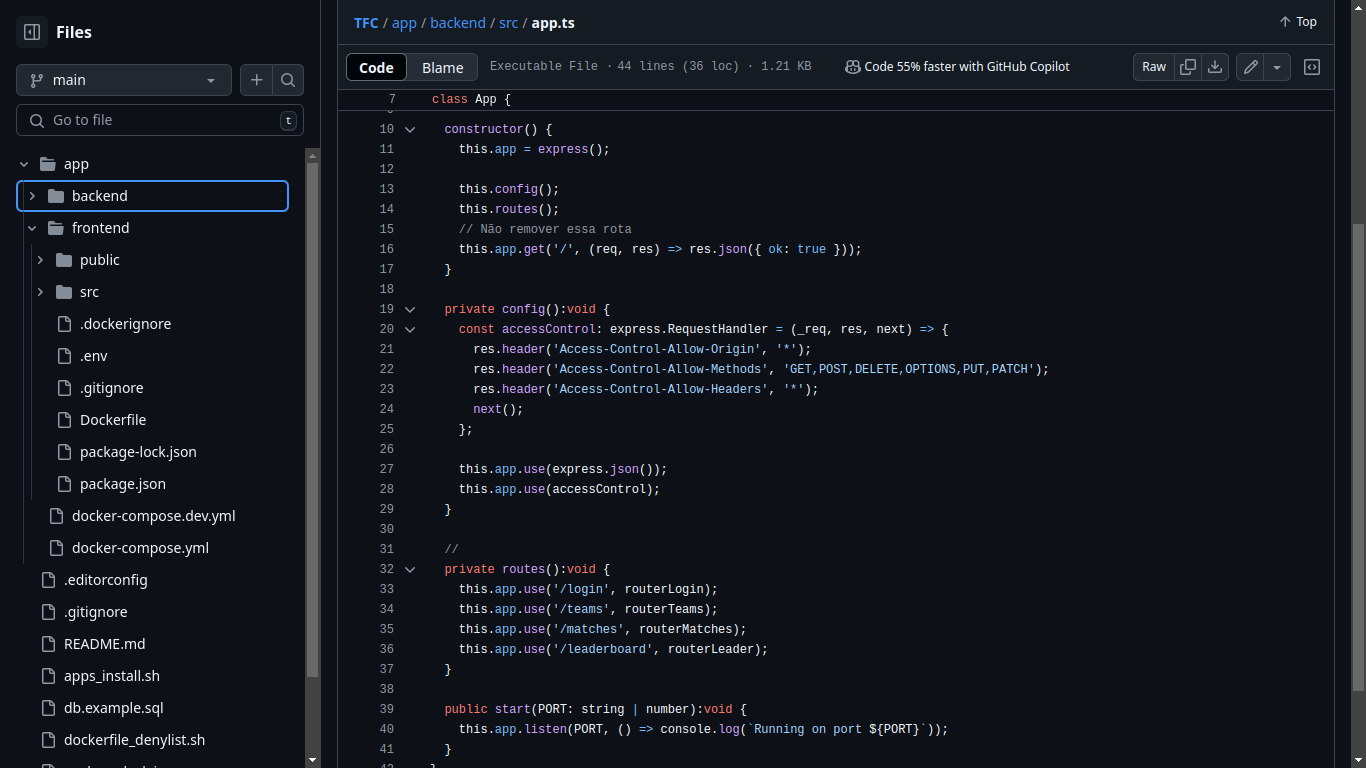 Files
main
Go to file
t
app
backend
frontend
public
src
.dockerignore
.env
.gitignore
Dockerfile
package-lock.json
package.json
docker-compose.dev.yml
docker-compose.yml
.editorconfig
.gitignore
README.md
apps_install.sh
db.example.sql
dockerfile_denylist.sh
TFC / app / backend / src / app.ts
Top
Code Blame Executable File · 44 lines (36 loc) · 1.21 KB Code 55% faster with GitHub Copilot Raw
7 class App {
10 constructor() {
11 this.app = express();
12
13 this.config();
14 this.routes();
15 // Não remover essa rota
16 this.app.get('/', (req, res) => res.json({ ok: true }));
17 }
18
19 private config():void {
20 const accessControl: express.RequestHandler = (_req, res, next) => {
21 res.header('Access-Control-Allow-Origin', '*');
22 res.header('Access-Control-Allow-Methods', 'GET,POST,DELETE,OPTIONS,PUT,PATCH');
23 res.header('Access-Control-Allow-Headers', '*');
24 next();
25 };
26
27 this.app.use(express.json());
28 this.app.use(accessControl);
29 }
30
31 //
32 private routes():void {
33 this.app.use('/login', routerLogin);
34 this.app.use('/teams', routerTeams);
35 this.app.use('/matches', routerMatches);
36 this.app.use('/leaderboard', routerLeader);
37 }
38
39 public start(PORT: string | number):void {
40 this.app.listen(PORT, () => console.log(`Running on port ${PORT}`));
41 }